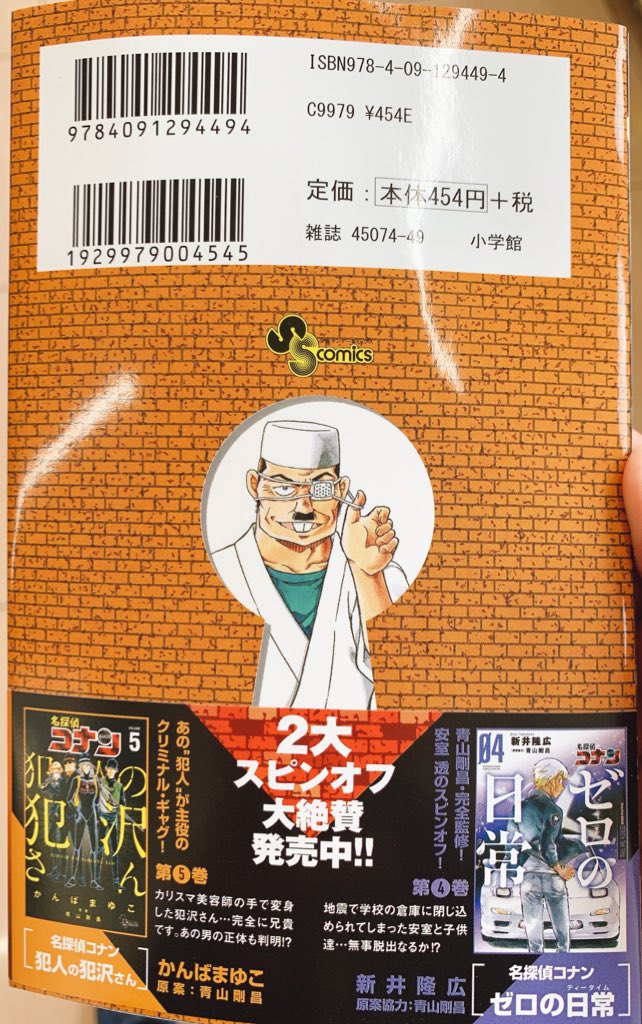 ISBN978-4-09-129449-4
C9979 ¥454E
9784091294494
定価：本体454円+税
雑誌 45074-49 小学館
1929979004545
SS comics
2大
スピンオフ
大絶賛
発売中!!
あの"犯人"が主役の
クリミナル・ギャグ！
名探偵コナン
VOLUME 5
犯人の
犯沢
さん
かんばまゆこ
青山剛昌
第5巻
カリスマ美容師の手で変身
した犯沢さん…完全に兄貴
です。あの男の正体も判明!?
名探偵コナン
犯人の犯沢さん
かんばまゆこ
原案：青山剛昌
青山剛昌・完全監修！
安室 透のスピンオフ！
04
新井隆広
青山剛昌
名探偵コナン
ゼロの
日常
第4巻
地震で学校の倉庫に閉じ込
められてしまった安室と子供
達…無事脱出なるか!?
新井隆広
原案協力：青山剛昌
名探偵コナン
ゼロの日常
ティータイム